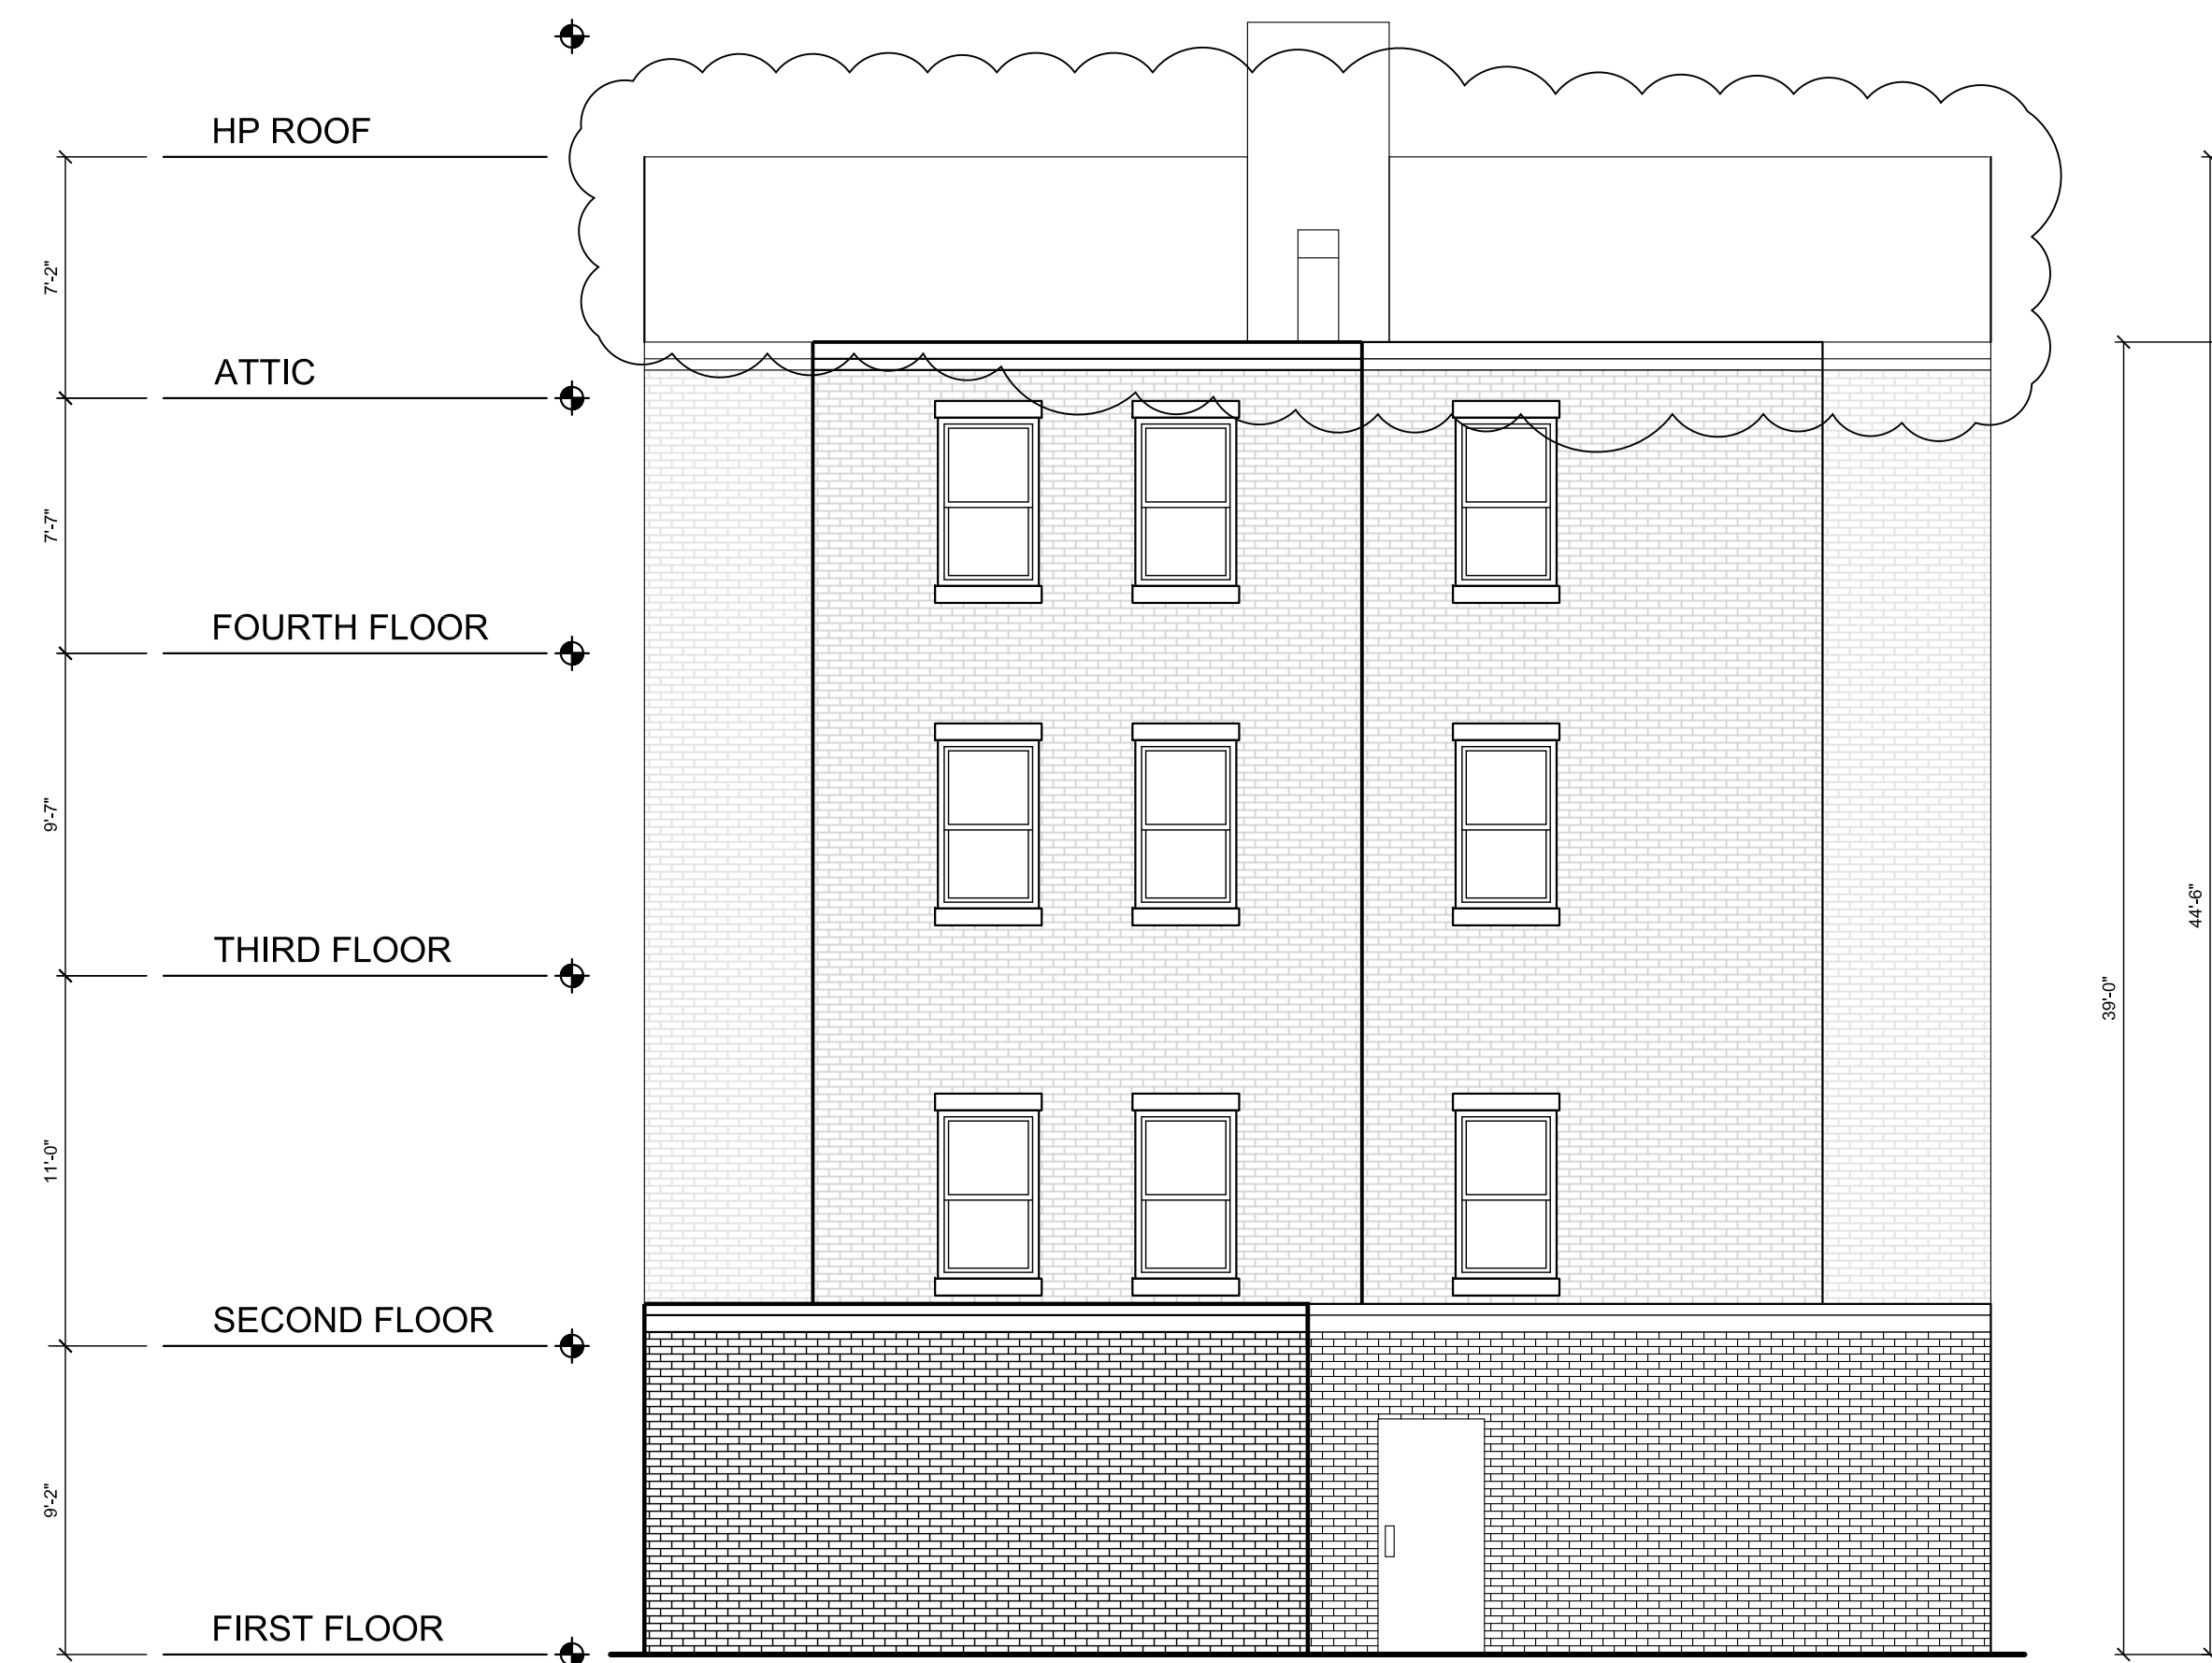 HP ROOF
7'-2"
ATTIC
7'-7"
FOURTH FLOOR
9'-7"
THIRD FLOOR
11'-0"
SECOND FLOOR
9'-2"
FIRST FLOOR
39'-0"
44'-6"